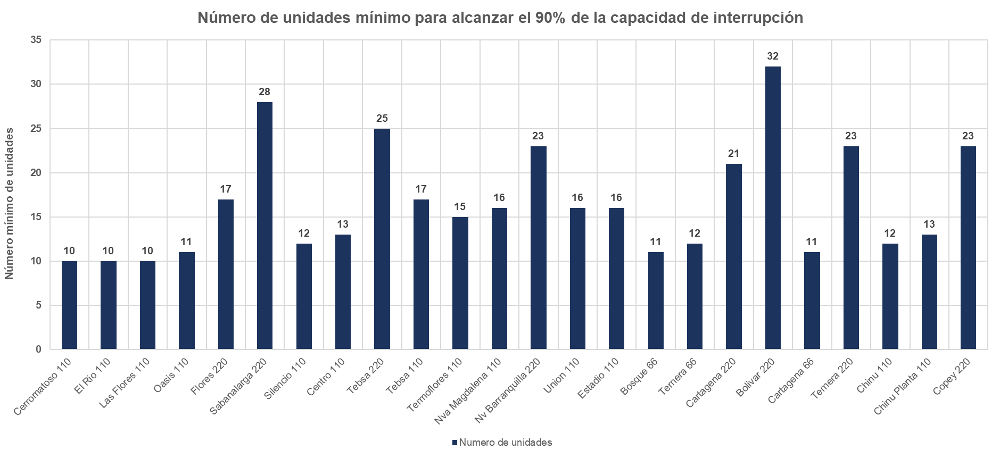 Número de unidades mínimo para alcanzar el 90% de la capacidad de interrupción
Número mínimo de unidades
35
30
25
20
15
10
5
0
10
10
10
11
17
28
12
13
25
17
15
16
23
16
16
11
12
21
32
11
23
12
13
23
Cerromatoso 110
El Rio 110
Las Flores 110
Oasis 110
Flores 220
Sabanalarga 220
Silencio 110
Centro 110
Tebsa 220
Tebsa 110
Termoflores 110
Nva Magdalena 110
Nv Barranquilla 220
Union 110
Estadio 110
Bosque 66
Ternera 66
Cartagena 220
Bolivar 220
Cartagena 66
Ternera 220
Chinu 110
Chinu Planta 110
Copey 220
Numero de unidades